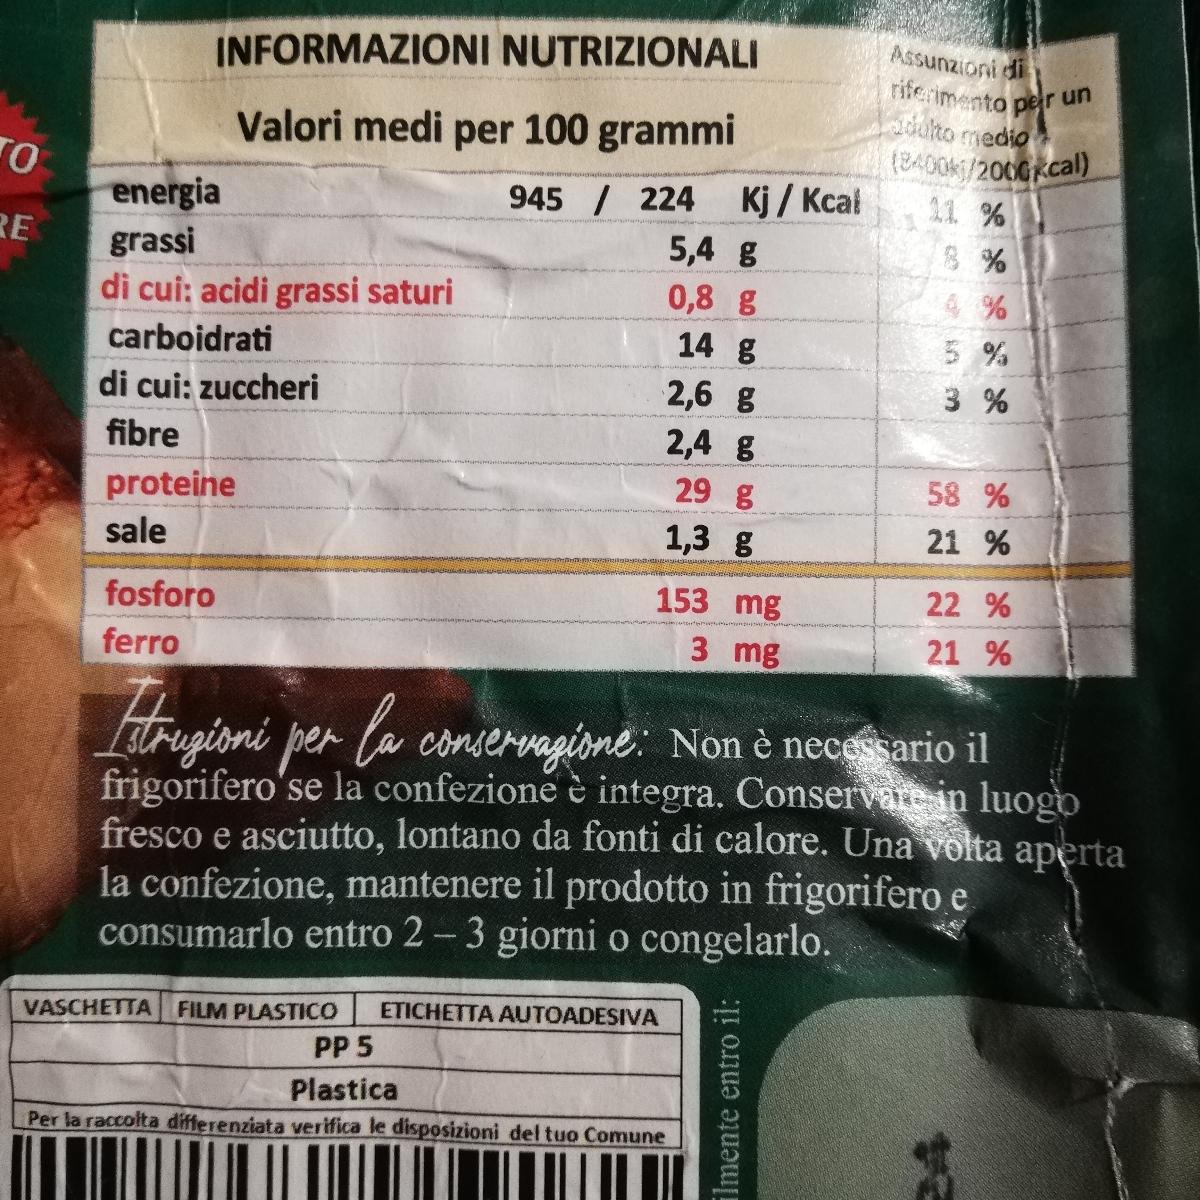 TO
RE
INFORMAZIONI NUTRIZIONALI
Valori medi per 100 grammi
Assunzioni di
riferimento per un
adulto medio
(8400kj/2000kcal)
energia 945 / 224 Kj / Kcal 11 %
grassi 5,4 g 8 %
di cui: acidi grassi saturi 0,8 g 4 %
carboidrati 14 g 5 %
di cui: zuccheri 2,6 g 3 %
fibre 2,4 g
proteine 29 g 58 %
sale 1,3 g 21 %
fosforo 153 mg 22 %
ferro 3 mg 21 %
Istruzioni per la conservazione: Non è necessario il
frigorifero se la confezione è integra. Conservare in luogo
fresco e asciutto, lontano da fonti di calore. Una volta aperta
la confezione, mantenere il prodotto in frigorifero e
consumarlo entro 2 – 3 giorni o congelarlo.
VASCHETTA FILM PLASTICO ETICHETTA AUTOADESIVA
PP 5
Plastica
Per la raccolta differenziata verifica le disposizioni del tuo Comune
ilmente entro il: